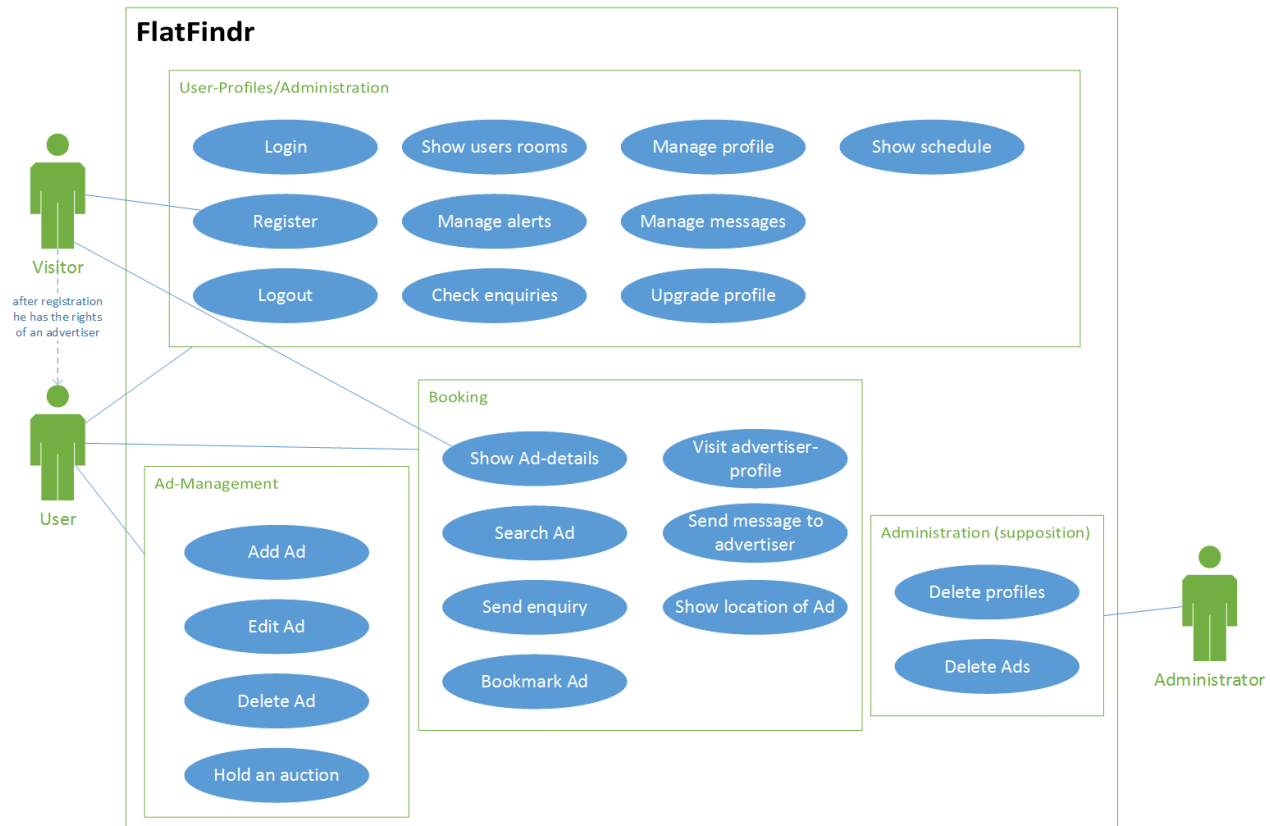 FlatFindr
User-Profiles/Administration
Login
Show users rooms
Manage profile
Show schedule
Register
Manage alerts
Manage messages
Logout
Check enquiries
Upgrade profile
Visitor
after registration
he has the rights
of an advertiser
User
Booking
Show Ad-details
Visit advertiser-
profile
Search Ad
Send message to
advertiser
Send enquiry
Show location of Ad
Bookmark Ad
Ad-Management
Add Ad
Edit Ad
Delete Ad
Hold an auction
Administration (supposition)
Delete profiles
Delete Ads
Administrator